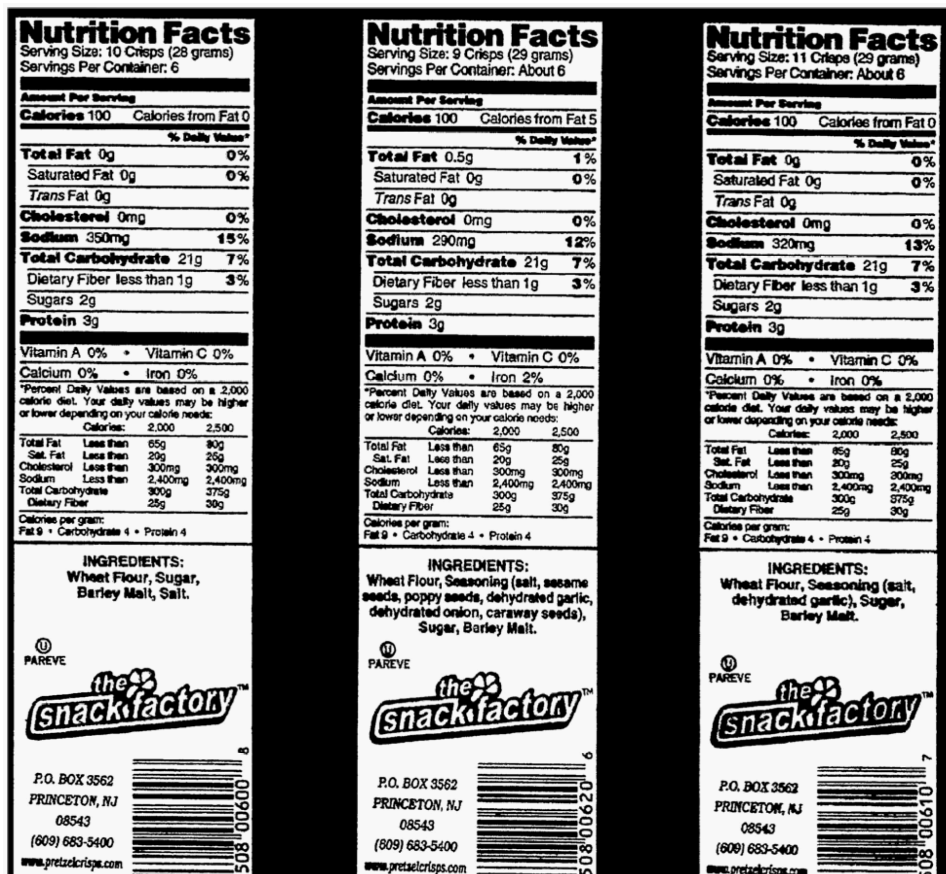 Nutrition Facts
Serving Size: 10 Crisps (28 grams)
Servings Per Container: 6
Amount Per Serving
Calories 100 Calories from Fat 0
% Daily Value*
Total Fat 0g 0%
Saturated Fat 0g 0%
Trans Fat 0g
Cholesterol 0mg 0%
Sodium 350mg 15%
Total Carbohydrate 21g 7%
Dietary Fiber less than 1g 3%
Sugars 2g
Protein 3g
Vitamin A 0% • Vitamin C 0%
Calcium 0% • Iron 0%
*Percent Daily Values are based on a 2,000
calorie diet. Your daily values may be higher
or lower depending on your calorie needs:
Calories: 2,000 2,500
Total Fat Less than 65g 80g
Sat. Fat Less than 20g 25g
Cholesterol Less than 300mg 300mg
Sodium Less than 2,400mg 2,400mg
Total Carbohydrate 300g 375g
Dietary Fiber 25g 30g
Calories per gram:
Fat 9 • Carbohydrate 4 • Protein 4
INGREDIENTS:
Wheat Flour, Sugar,
Barley Malt, Salt.
U
PAREVE
the
snack factory™
P.O. BOX 3562
PRINCETON, NJ
08543
(609) 683-5400
www.pretzelcrisps.com
508 00600 8
Nutrition Facts
Serving Size: 9 Crisps (29 grams)
Servings Per Container: About 6
Amount Per Serving
Calories 100 Calories from Fat 5
% Daily Value*
Total Fat 0.5g 1%
Saturated Fat 0g 0%
Trans Fat 0g
Cholesterol 0mg 0%
Sodium 290mg 12%
Total Carbohydrate 21g 7%
Dietary Fiber less than 1g 3%
Sugars 2g
Protein 3g
Vitamin A 0% • Vitamin C 0%
Calcium 0% • Iron 2%
*Percent Daily Values are based on a 2,000
calorie diet. Your daily values may be higher
or lower depending on your calorie needs:
Calories: 2,000 2,500
Total Fat Less than 65g 80g
Sat. Fat Less than 20g 25g
Cholesterol Less than 300mg 300mg
Sodium Less than 2,400mg 2,400mg
Total Carbohydrate 300g 375g
Dietary Fiber 25g 30g
Calories per gram:
Fat 9 • Carbohydrate 4 • Protein 4
INGREDIENTS:
Wheat Flour, Seasoning (salt, sesame
seeds, poppy seeds, dehydrated garlic,
dehydrated onion, caraway seeds),
Sugar, Barley Malt.
U
PAREVE
the
snack factory™
P.O. BOX 3562
PRINCETON, NJ
08543
(609) 683-5400
www.pretzelcrisps.com
508 00620 6
Nutrition Facts
Serving Size: 11 Crisps (29 grams)
Servings Per Container: About 6
Amount Per Serving
Calories 100 Calories from Fat 0
% Daily Value*
Total Fat 0g 0%
Saturated Fat 0g 0%
Trans Fat 0g
Cholesterol 0mg 0%
Sodium 320mg 13%
Total Carbohydrate 21g 7%
Dietary Fiber less than 1g 3%
Sugars 2g
Protein 3g
Vitamin A 0% • Vitamin C 0%
Calcium 0% • Iron 0%
*Percent Daily Values are based on a 2,000
calorie diet. Your daily values may be higher
or lower depending on your calorie needs:
Calories: 2,000 2,500
Total Fat Less than 65g 80g
Sat. Fat Less than 20g 25g
Cholesterol Less than 300mg 300mg
Sodium Less than 2,400mg 2,400mg
Total Carbohydrate 300g 375g
Dietary Fiber 25g 30g
Calories per gram:
Fat 9 • Carbohydrate 4 • Protein 4
INGREDIENTS:
Wheat Flour, Seasoning (salt,
dehydrated garlic), Sugar,
Barley Malt.
U
PAREVE
the
snack factory™
P.O. BOX 3562
PRINCETON, NJ
08543
(609) 683-5400
www.pretzelcrisps.com
08 00610 7